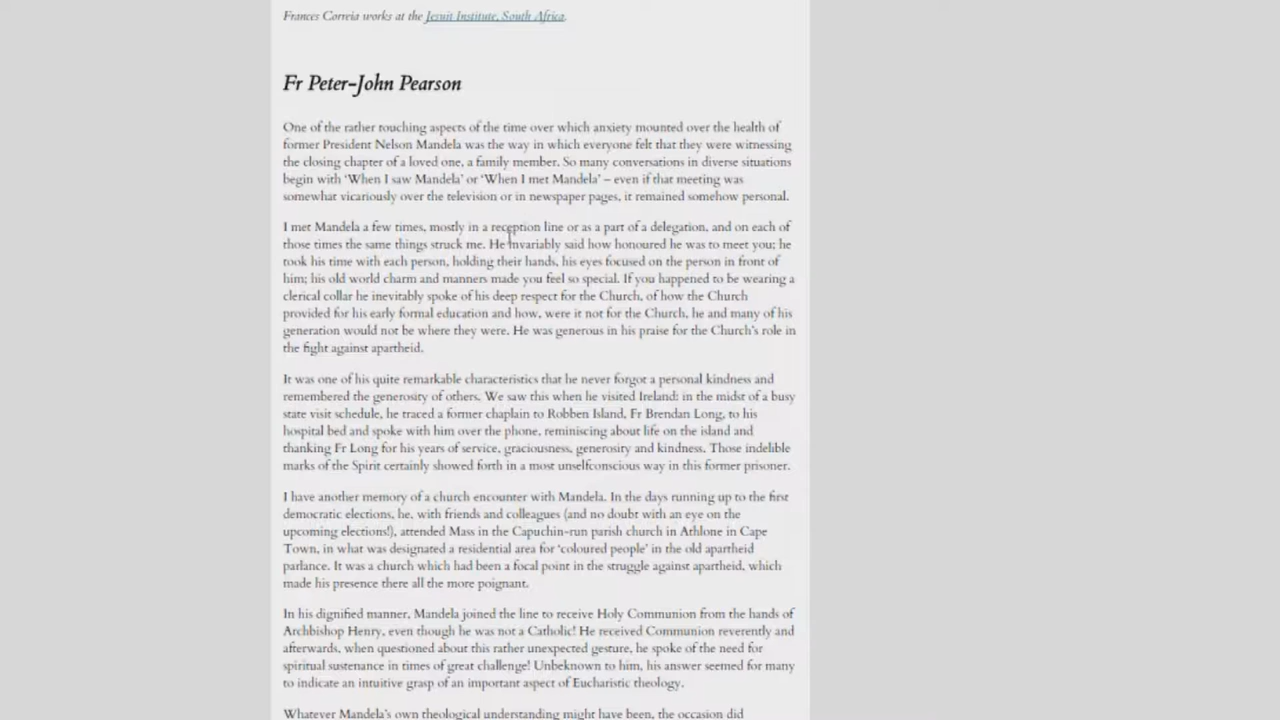 Frances Correia works at the Jesuit Institute, South Africa.
Fr Peter-John Pearson
One of the rather touching aspects of the time over which anxiety mounted over the health of
former President Nelson Mandela was the way in which everyone felt that they were witnessing
the closing chapter of a loved one, a family member. So many conversations in diverse situations
begin with ‘When I saw Mandela’ or ‘When I met Mandela’ – even if that meeting was
somewhat vicariously over the television or in newspaper pages, it remained somehow personal.
I met Mandela a few times, mostly in a reception line or as a part of a delegation, and on each of
those times the same things struck me. He invariably said how honoured he was to meet you; he
took his time with each person, holding their hands, his eyes focused on the person in front of
him; his old world charm and manners made you feel so special. If you happened to be wearing a
clerical collar he inevitably spoke of his deep respect for the Church, of how the Church
provided for his early formal education and how, were it not for the Church, he and many of his
generation would not be where they were. He was generous in his praise for the Church’s role in
the fight against apartheid.
It was one of his quite remarkable characteristics that he never forgot a personal kindness and
remembered the generosity of others. We saw this when he visited Ireland: in the midst of a busy
state visit schedule, he traced a former chaplain to Robben Island, Fr Brendan Long, to his
hospital bed and spoke with him over the phone, reminiscing about life on the island and
thanking Fr Long for his years of service, graciousness, generosity and kindness. Those indelible
marks of the Spirit certainly showed forth in a most unselfconscious way in this former prisoner.
I have another memory of a church encounter with Mandela. In the days running up to the first
democratic elections, he, with friends and colleagues (and no doubt with an eye on the
upcoming elections!), attended Mass in the Capuchin-run parish church in Athlone in Cape
Town, in what was designated a residential area for ‘coloured people’ in the old apartheid
parlance. It was a church which had been a focal point in the struggle against apartheid, which
made his presence there all the more poignant.
In his dignified manner, Mandela joined the line to receive Holy Communion from the hands of
Archbishop Henry, even though he was not a Catholic! He received Communion reverently and
afterwards, when questioned about this rather unexpected gesture, he spoke of the need for
spiritual sustenance in times of great challenge! Unbeknown to him, his answer seemed for many
to indicate an intuitive grasp of an important aspect of Eucharistic theology.
Whatever Mandela’s own theological understanding might have been, the occasion did